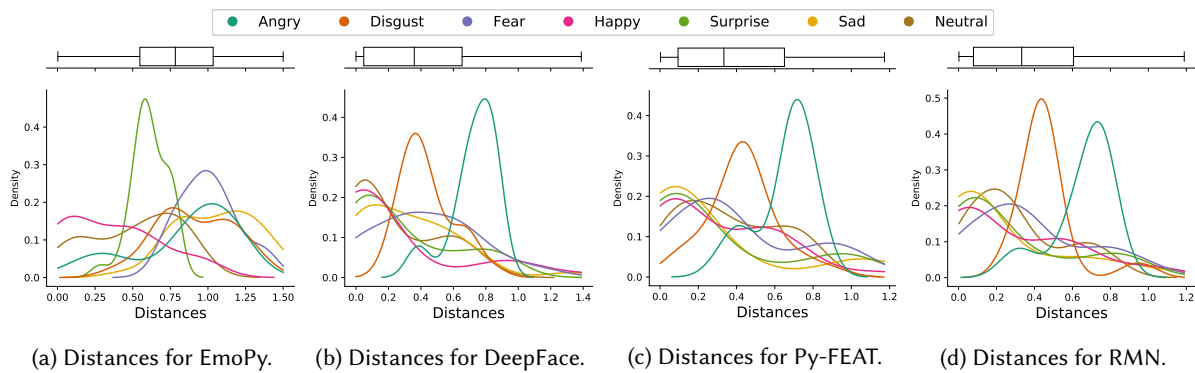 Angry Disgust Fear Happy Surprise Sad Neutral
0.4
0.3
0.2
0.1
0.0
Density
0.00 0.25 0.50 0.75 1.00 1.25 1.50
Distances
(a) Distances for EmoPy.
0.4
0.3
0.2
0.1
0.0
Density
0.0 0.2 0.4 0.6 0.8 1.0 1.2 1.4
Distances
(b) Distances for DeepFace.
0.4
0.3
0.2
0.1
0.0
Density
0.0 0.2 0.4 0.6 0.8 1.0 1.2
Distances
(c) Distances for Py-FEAT.
0.5
0.4
0.3
0.2
0.1
0.0
Density
0.0 0.2 0.4 0.6 0.8 1.0 1.2
Distances
(d) Distances for RMN.